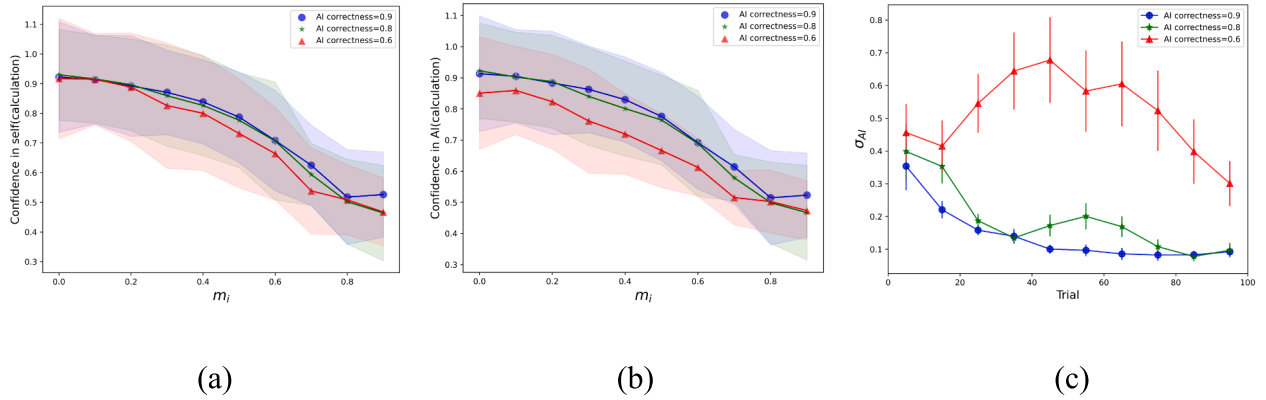 Confidence in self(calculation)
1.1
1.0
0.9
0.8
0.7
0.6
0.5
0.4
0.3
0.0
0.2
0.4
0.6
0.8
m_i
AI correctness=0.9
AI correctness=0.8
AI correctness=0.6
(a)
Confidence in AI(calculation)
1.1
1.0
0.9
0.8
0.7
0.6
0.5
0.4
0.3
0.0
0.2
0.4
0.6
0.8
m_i
AI correctness=0.9
AI correctness=0.8
AI correctness=0.6
(b)
σ_AI
0.8
0.7
0.6
0.5
0.4
0.3
0.2
0.1
0
20
40
60
80
100
Trial
AI correctness=0.9
AI correctness=0.8
AI correctness=0.6
(c)